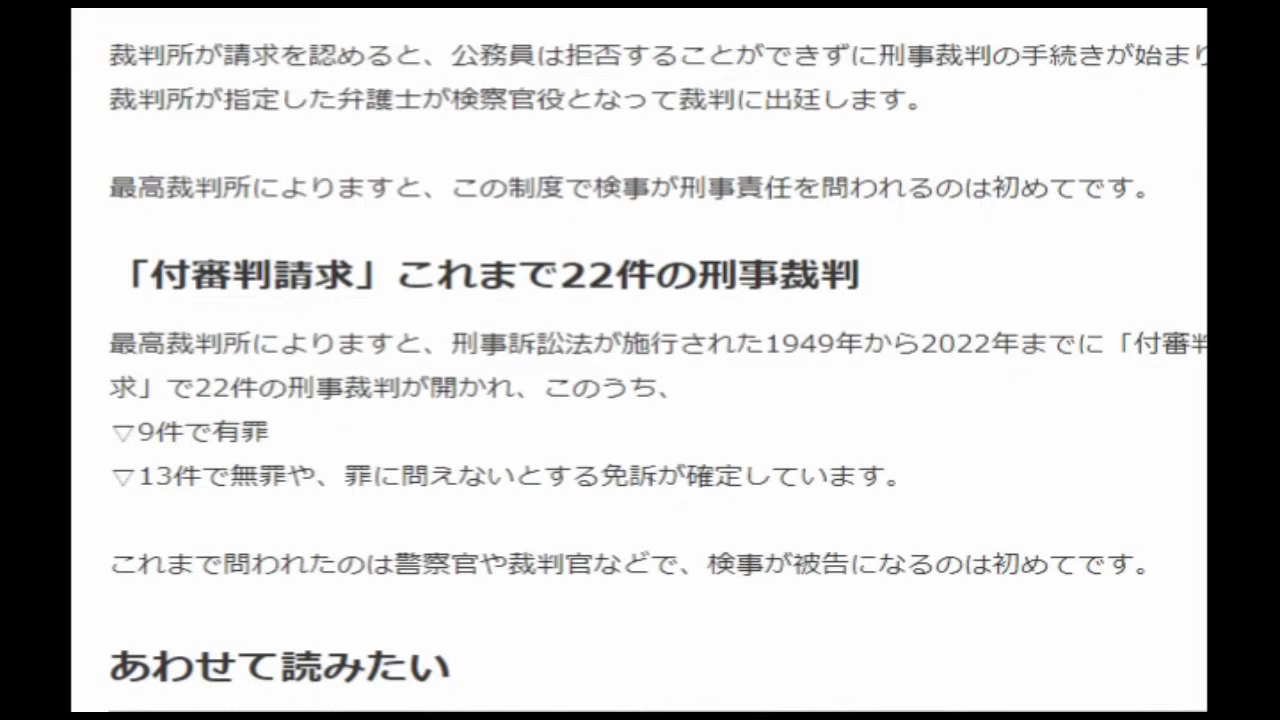 裁判所が請求を認めると、公務員は拒否することができずに刑事裁判の手続きが始まり
裁判所が指定した弁護士が検察官役となって裁判に出廷します。
最高裁判所によりますと、この制度で検事が刑事責任を問われるのは初めてです。
「付審判請求」これまで22件の刑事裁判
最高裁判所によりますと、刑事訴訟法が施行された1949年から2022年までに「付審判
求」で22件の刑事裁判が開かれ、このうち、
▽9件で有罪
▽13件で無罪や、罪に問えないとする免訴が確定しています。
これまで問われたのは警察官や裁判官などで、検事が被告になるのは初めてです。
あわせて読みたい